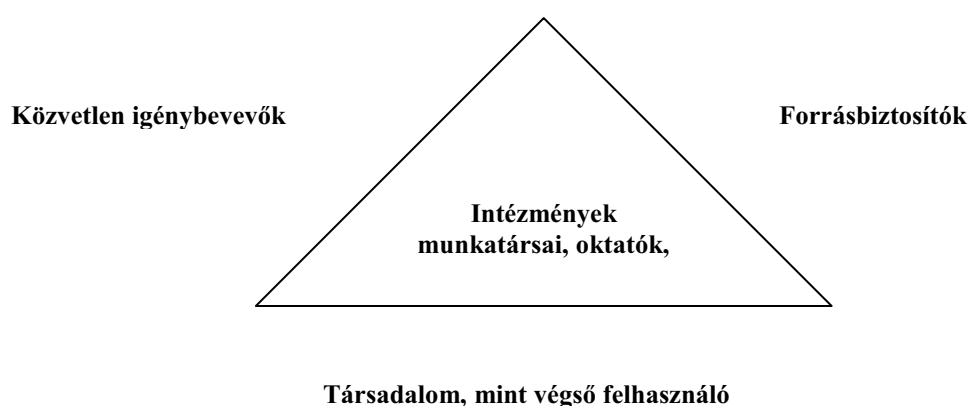 Közvetlen igénybevevők
Forrásbiztosítók
Intézmények
munkatársai, oktatók,
Társadalom, mint végső felhasználó